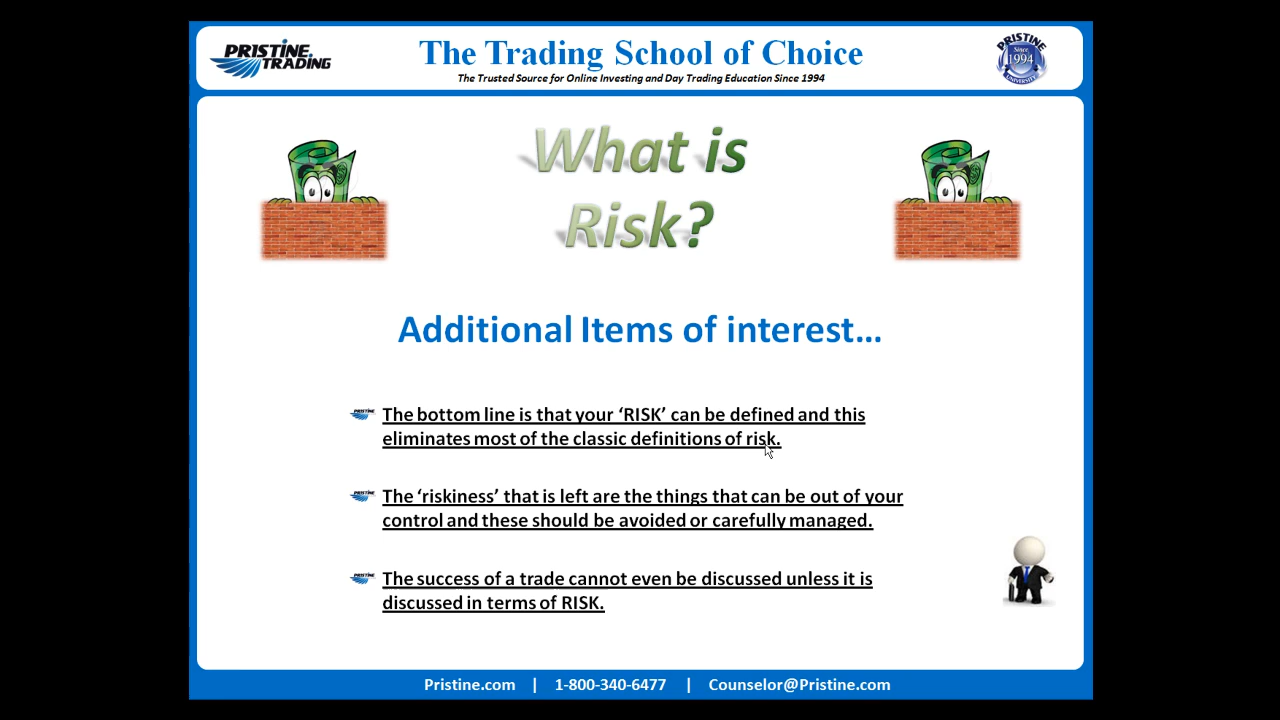 PRISTINE.
TRADING
The Trading School of Choice
The Trusted Source for Online Investing and Day Trading Education Since 1994
PRISTINE
Since
1994
UNIVERSITY
What is
Risk?
Additional Items of interest...
PRISTINE
The bottom line is that your ‘RISK’ can be defined and this
eliminates most of the classic definitions of risk.
PRISTINE
The ‘riskiness’ that is left are the things that can be out of your
control and these should be avoided or carefully managed.
PRISTINE
The success of a trade cannot even be discussed unless it is
discussed in terms of RISK.
Pristine.com | 1-800-340-6477 | Counselor@Pristine.com